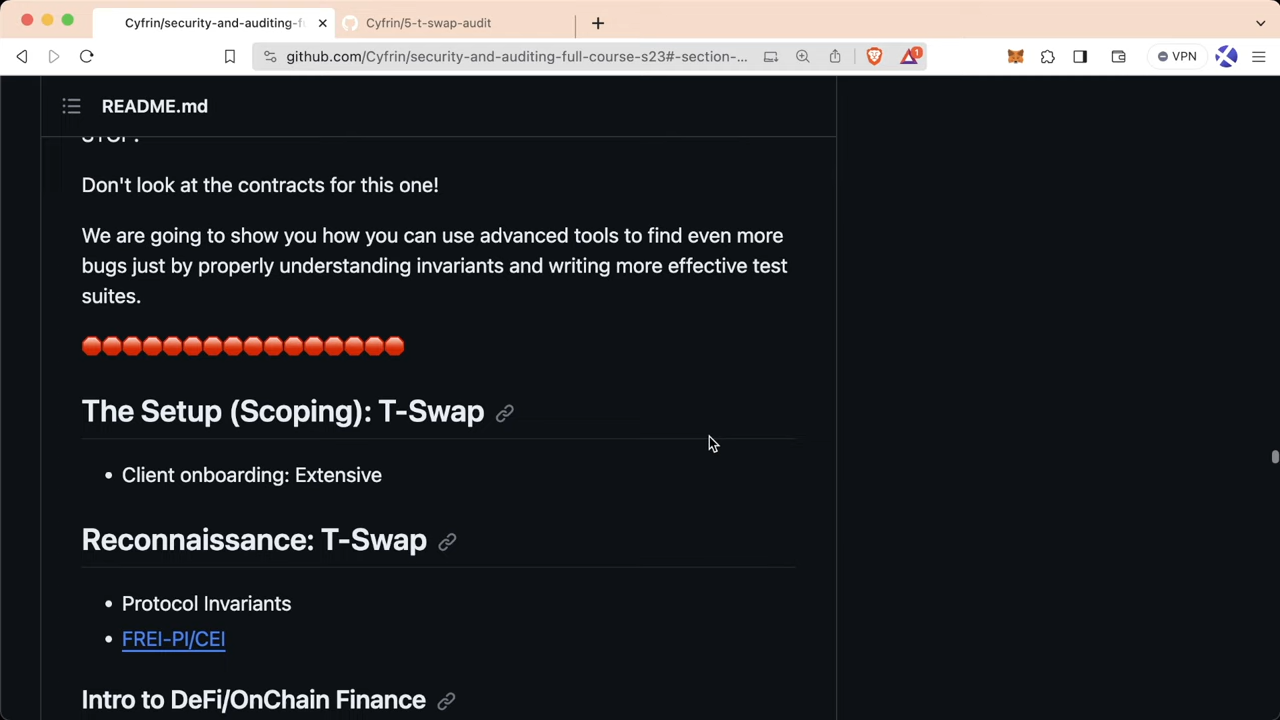 Cyfrin/security-and-auditing-f
Cyfrin/5-t-swap-audit
github.com/Cyfrin/security-and-auditing-full-course-s23#-section-...
1
VPN
README.md
Don't look at the contracts for this one!
We are going to show you how you can use advanced tools to find even more
bugs just by properly understanding invariants and writing more effective test
suites.
The Setup (Scoping): T-Swap
• Client onboarding: Extensive
Reconnaissance: T-Swap
• Protocol Invariants
• FREI-PI/CEI
Intro to DeFi/OnChain Finance